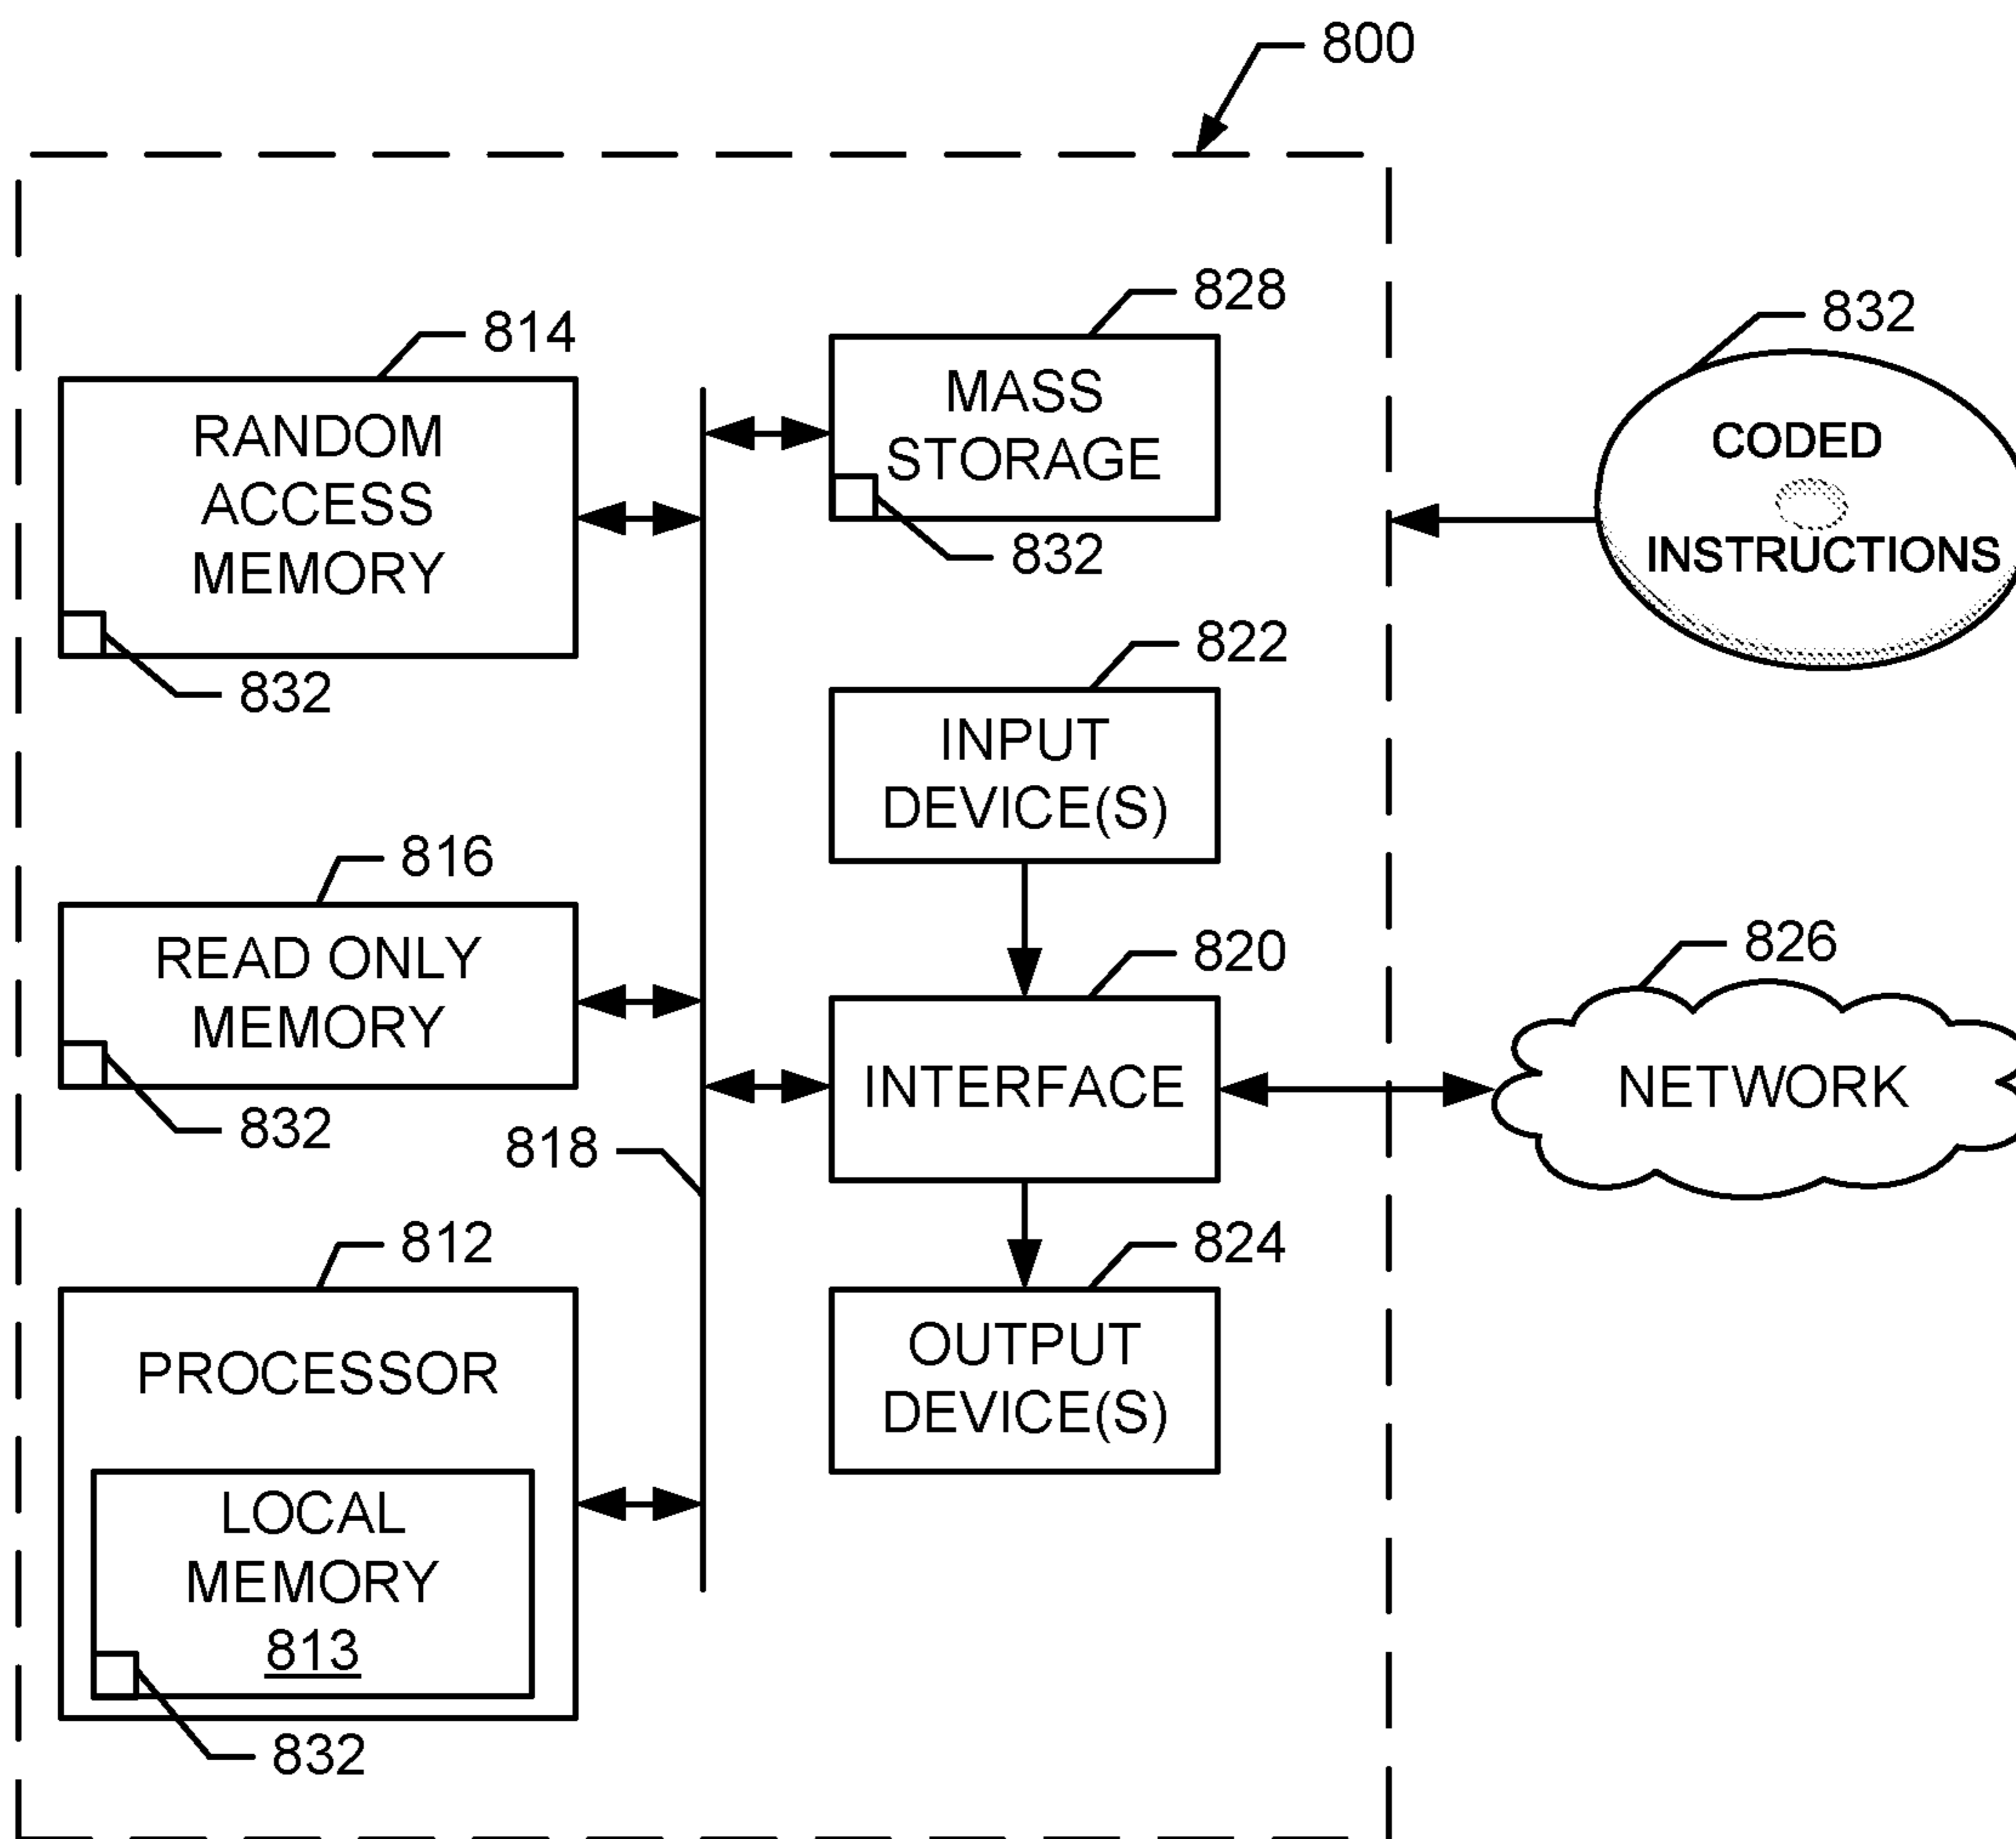 800
814
RANDOM
ACCESS
MEMORY
832
828
MASS
STORAGE
832
832
CODED
INSTRUCTIONS
822
INPUT
DEVICE(S)
816
READ ONLY
MEMORY
832
820
INTERFACE
826
NETWORK
818
812
PROCESSOR
LOCAL
MEMORY
813
832
824
OUTPUT
DEVICE(S)